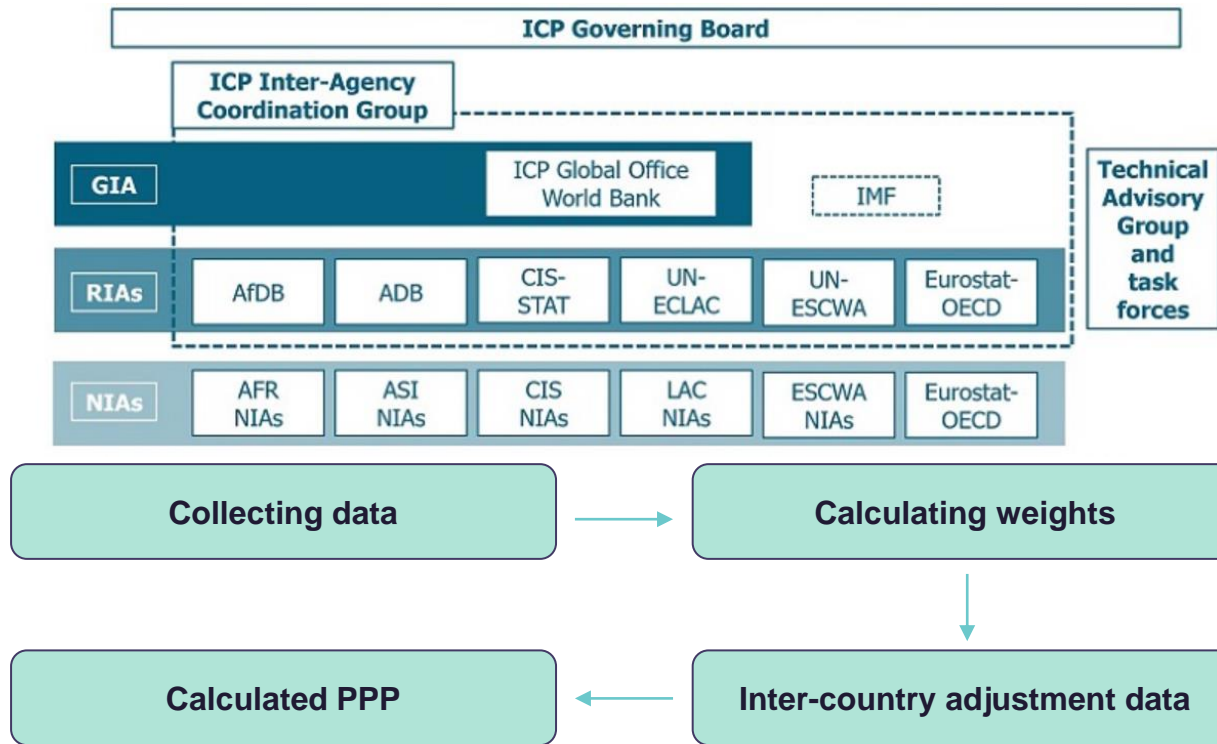 ICP Governing Board
ICP Inter-Agency
Coordination Group
GIA
ICP Global Office
World Bank
IMF
Technical
Advisory
Group
and
task
forces
RIAs
AfDB
ADB
CIS-
STAT
UN-
ECLAC
UN-
ESCWA
Eurostat-
OECD
NIAs
AFR
NIAs
ASI
NIAs
CIS
NIAs
LAC
NIAs
ESCWA
NIAs
Eurostat-
OECD
Collecting data
Calculating weights
Calculated PPP
Inter-country adjustment data